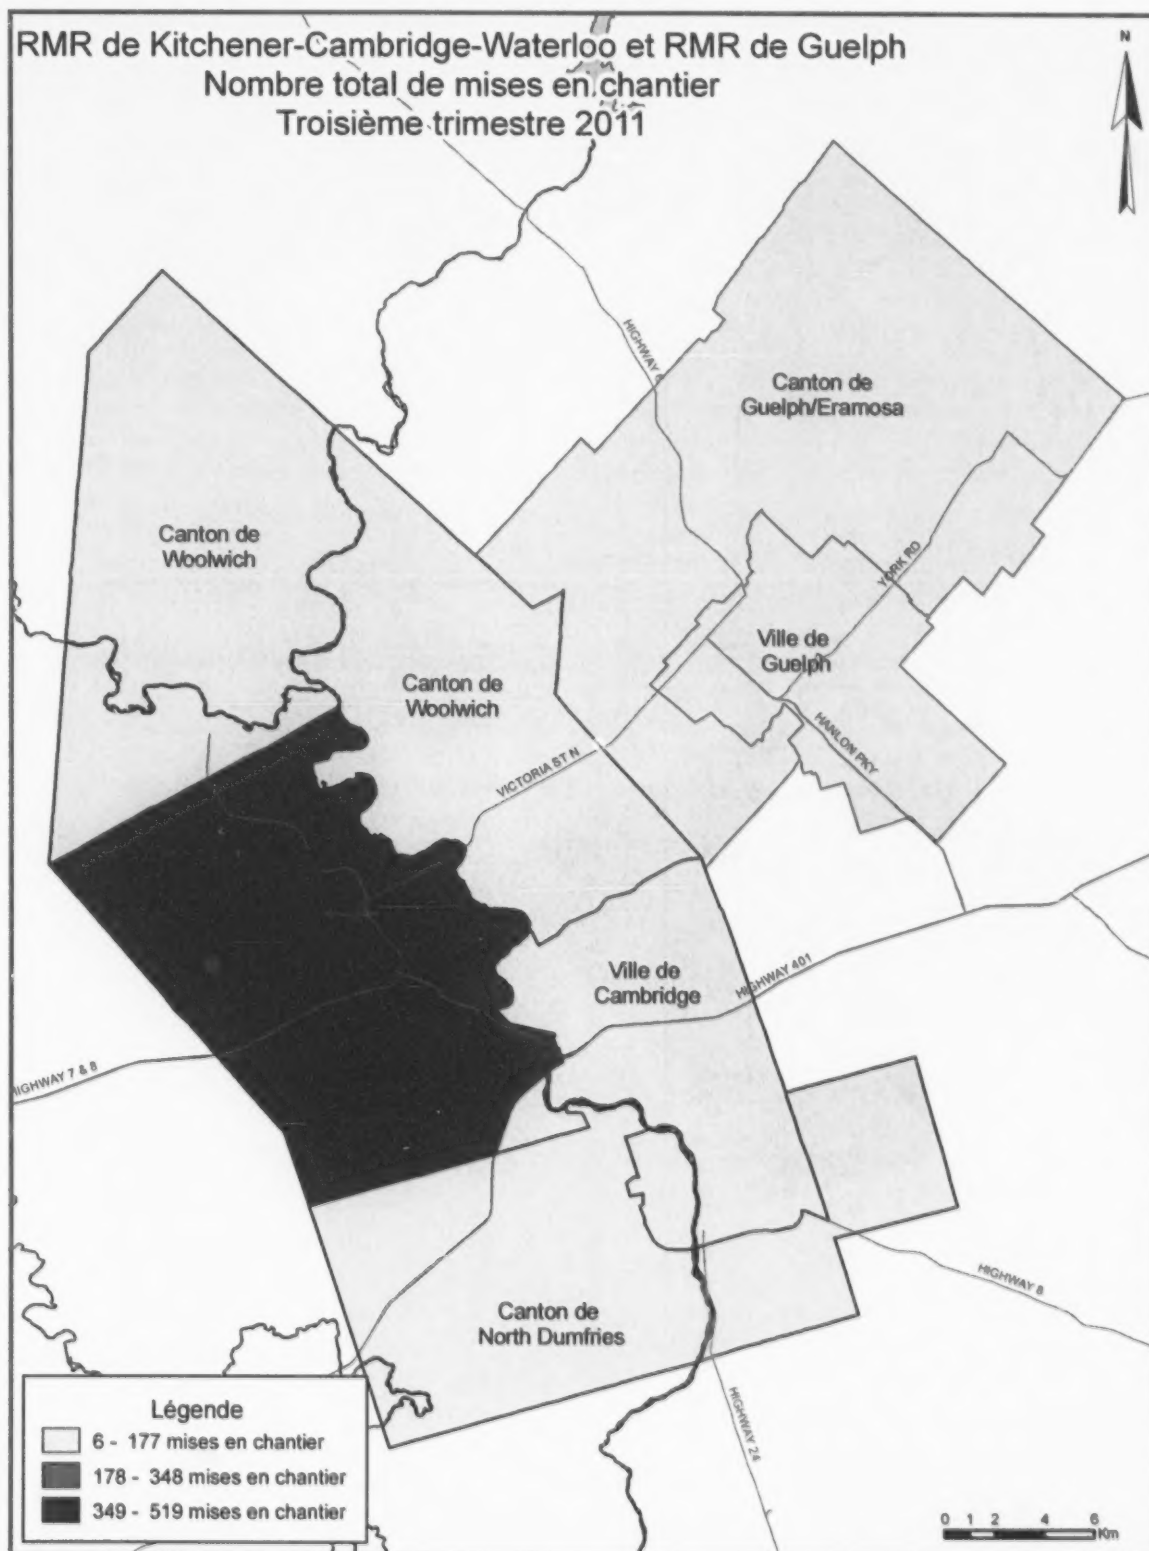 RMR de Kitchener-Cambridge-Waterloo et RMR de Guelph
Nombre total de mises en chantier
Troisième trimestre 2011
N
HIGHWAY 6
Canton de
Guelph/Eramosa
Canton de
Woolwich
YORK RD
Ville de
Guelph
Canton de
Woolwich
HANLON PKY
VICTORIA ST N
Ville de
Cambridge
HIGHWAY 401
HIGHWAY 7 & 8
HIGHWAY 8
Canton de
North Dumfries
HIGHWAY 24
Légende
6 - 177 mises en chantier
178 - 348 mises en chantier
349 - 519 mises en chantier
0 1 2 4 6
Km